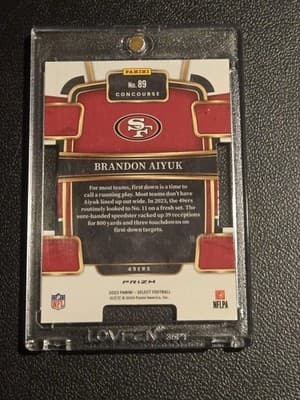 PANINI
No. 89
CONCOURSE
SF
BRANDON AIYUK
For most teams, first down is a time to
call a running play. Most teams don't have
Aiyuk lined up out wide. In 2023, the 49ers
routinely looked to No. 11 on a fresh set. The
sure-handed speedster racked up 39 receptions
for 800 yards and three touchdowns on
first-down targets.
49ERS
PRIZM
NFL
2023 - SELECT FOOTBALL
Panini America, Inc.
NFLPA